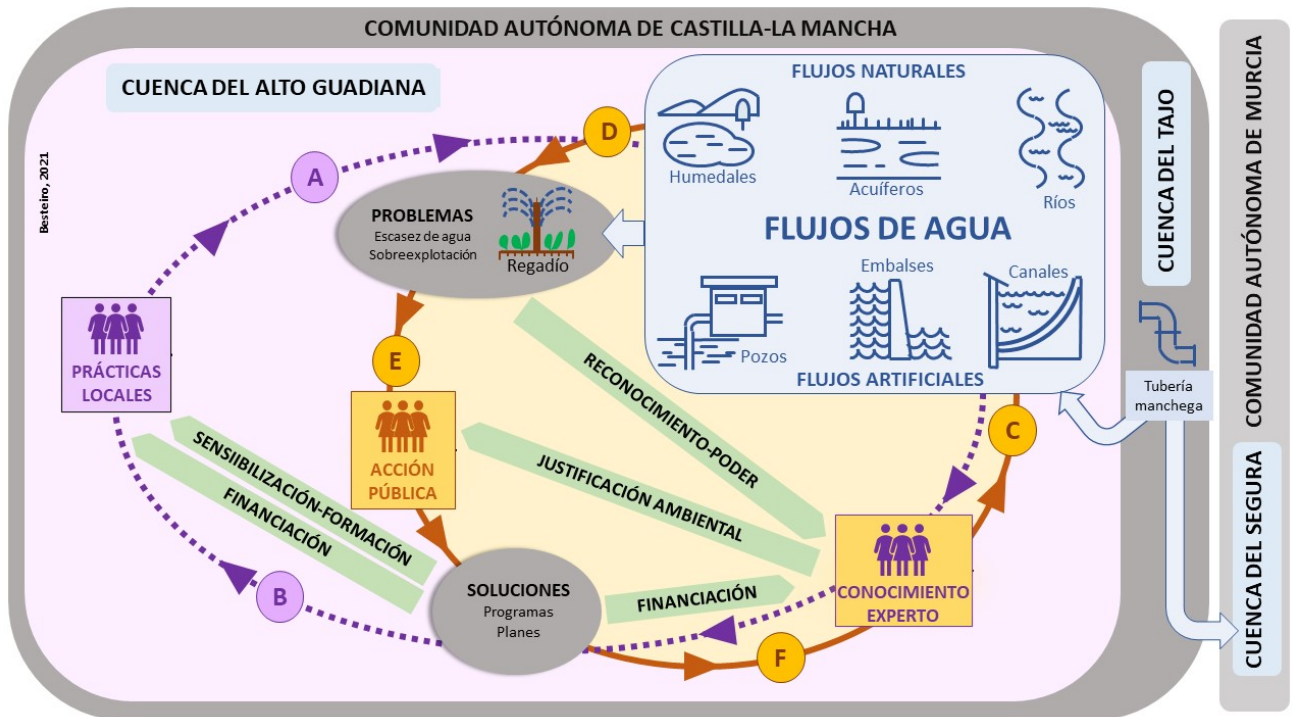 COMUNIDAD AUTÓNOMA DE CASTILLA-LA MANCHA
CUENCA DEL ALTO GUADIANA
Besteiro, 2021
FLUJOS NATURALES
Humedales
Acuíferos
Ríos
FLUJOS DE AGUA
Embalses
Canales
Pozos
FLUJOS ARTIFICIALES
D
A
PROBLEMAS
Escasez de agua
Sobreexplotación
Regadío
E
PRÁCTICAS
LOCALES
ACCIÓN
PÚBLICA
RECONOCIMIENTO-PODER
JUSTIFICACIÓN AMBIENTAL
SENSIIBILIZACIÓN-FORMACIÓN
FINANCIACIÓN
B
SOLUCIONES
Programas
Planes
FINANCIACIÓN
CONOCIMIENTO
EXPERTO
C
F
CUENCA DEL TAJO
Tubería
manchega
COMUNIDAD AUTÓNOMA DE MURCIA
CUENCA DEL SEGURA